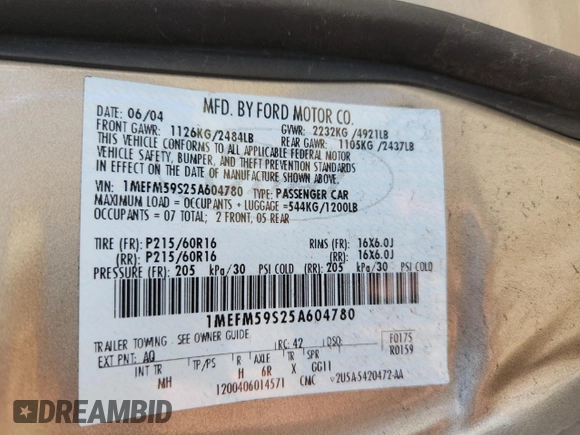 MFD. BY FORD MOTOR CO.
DATE: 06/04
FRONT GAWR: 1126KG/2484LB
GVWR: 2232KG /4921LB
REAR GAWR: 1105KG /2437LB
THIS VEHICLE CONFORMS TO ALL APPLICABLE FEDERAL MOTOR
VEHICLE SAFETY, BUMPER, AND THEFT PREVENTION STANDARDS
IN EFFECT ON THE DATE OF MANUFACTURE SHOWN ABOVE.
VIN: 1MEFM59S25A604780 TYPE: PASSENGER CAR
MAXIMUM LOAD = OCCUPANTS + LUGGAGE =544KG/1200LB
OCCUPANTS = 07 TOTAL; 2 FRONT, 05 REAR
TIRE (FR): P215/60R16 RIMS (FR): 16X6.0J
(RR): P215/60R16 (RR): 16X6.0J
PRESSURE (FR): 205 kPa/30 PSI COLD (RR): 205 kPa/30 PSI COLD
1MEFM59S25A604780
TRAILER TOWING - SEE OWNER GUIDE
EXT PNT: AQ RC: 42 DSO: F0175
R0159
INT TR TP/PS R AXLE TR SPR
MH H 6R X GG11
1200406014571 CMC v2U5A-5420472-AA
DREAMBID